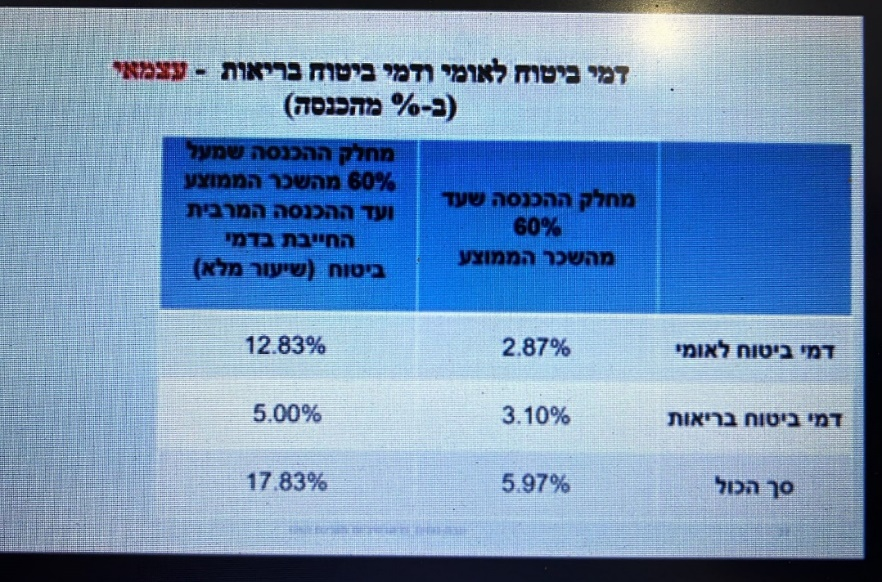 דמי ביטוח לאומי ודמי ביטוח בריאות - עצמאי
(ב-% מהכנסה)
מחלק ההכנסה שעד
60%
מהשכר הממוצע
מחלק ההכנסה שמעל
60% מהשכר הממוצע
ועד ההכנסה המרבית
החייבת בדמי
ביטוח (שיעור מלא)
דמי ביטוח לאומי 2.87% 12.83%
דמי ביטוח בריאות 3.10% 5.00%
סך הכול 5.97% 17.83%